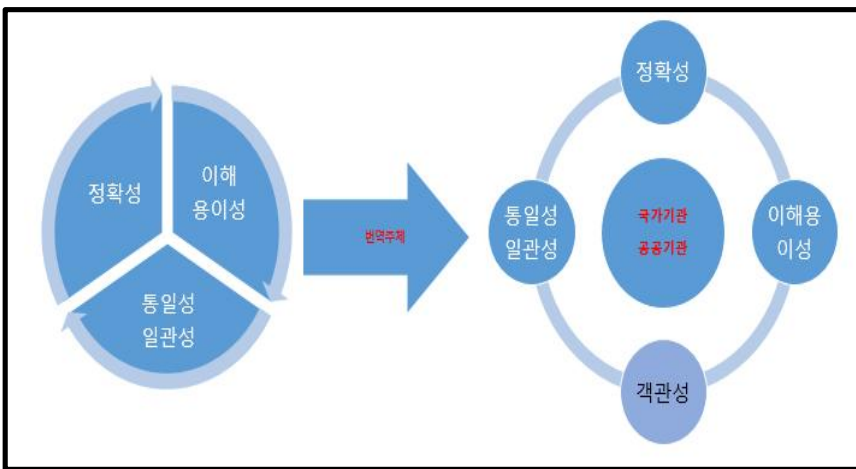 정확성
이해
용이성
통일성
일관성
번역주체
정확성
통일성
일관성
국가기관
공공기관
이해용
이성
객관성